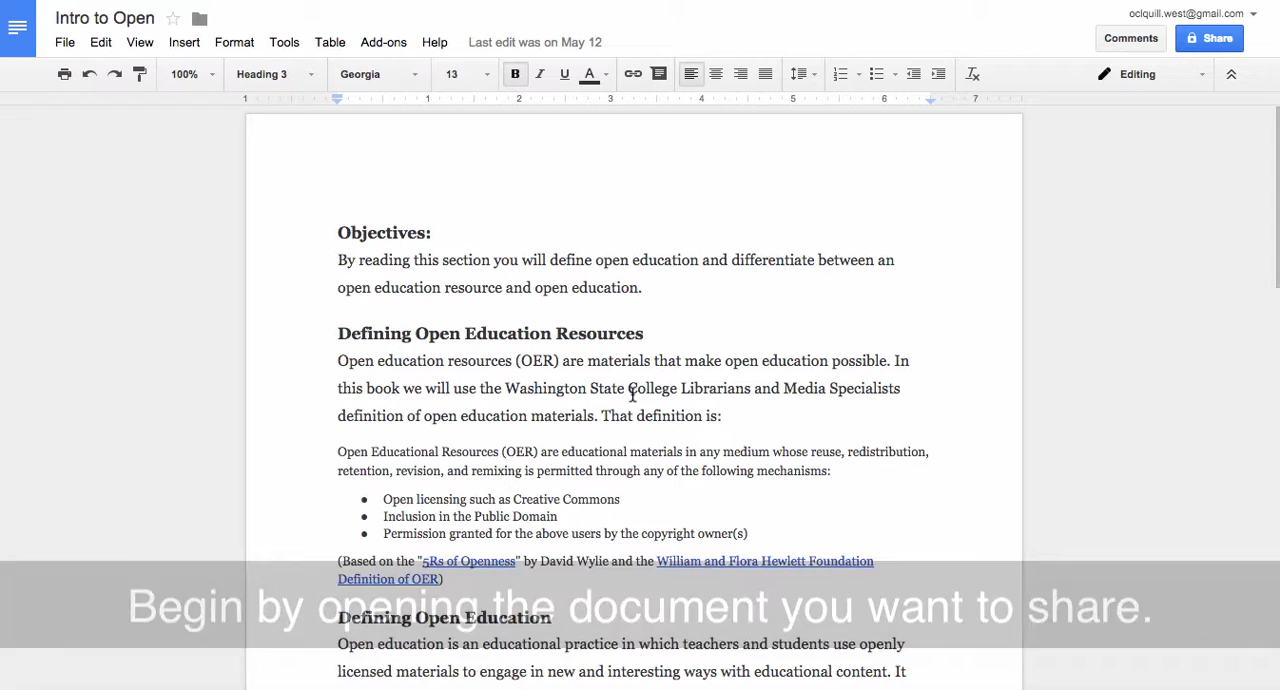 Intro to Open
oclquill.west@gmail.com
File Edit View Insert Format Tools Table Add-ons Help Last edit was on May 12
Comments Share
100% Heading 3 Georgia 13 B I U A Editing
1 1 2 3 4 5 6 7
Objectives:
By reading this section you will define open education and differentiate between an
open education resource and open education.
Defining Open Education Resources
Open education resources (OER) are materials that make open education possible. In
this book we will use the Washington State College Librarians and Media Specialists
definition of open education materials. That definition is:
Open Educational Resources (OER) are educational materials in any medium whose reuse, redistribution,
retention, revision, and remixing is permitted through any of the following mechanisms:
● Open licensing such as Creative Commons
● Inclusion in the Public Domain
● Permission granted for the above users by the copyright owner(s)
(Based on the "5Rs of Openness" by David Wylie and the William and Flora Hewlett Foundation
Definition of OER)
Begin by opening the document you want to share.
Defining Open Education
Open education is an educational practice in which teachers and students use openly
licensed materials to engage in new and interesting ways with educational content. It